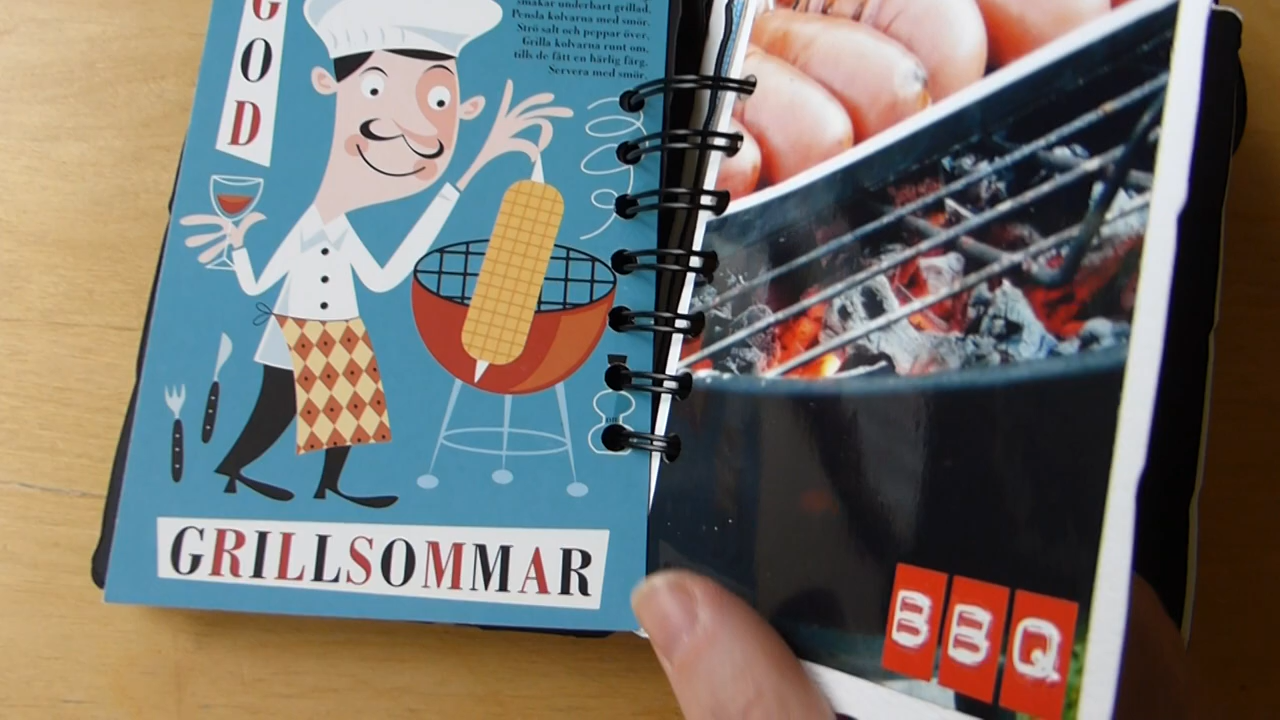 GOD
smakar underbart grillad.
Pensla kolvarna med smör.
Strö salt och peppar över.
Grilla kolvarna runt om,
tills de fått en härlig färg.
Servera med smör.
GRILLSOMMAR
BBQ